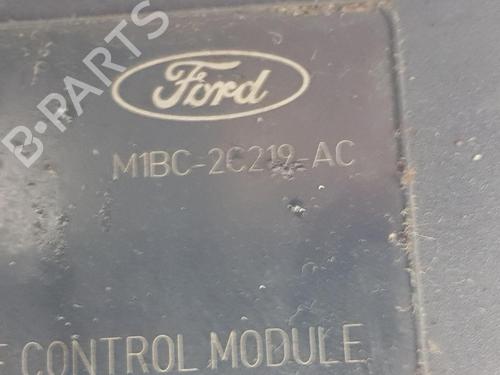 B-PARTS
Ford
M1BC-2C219-AC
CONTROL MODULE